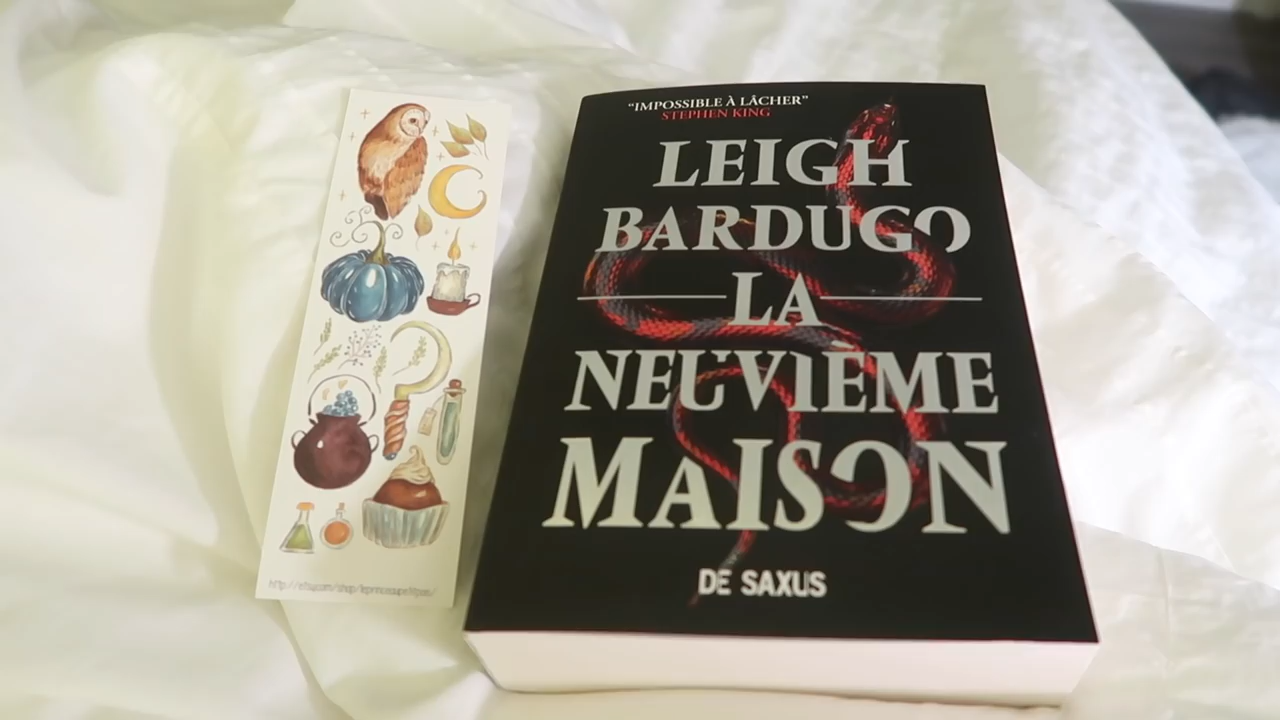 “IMPOSSIBLE À LÂCHER”
STEPHEN KING
LEIGH
BARDUGO
LA
NEUVIÈME
MAISON
DE SAXUS